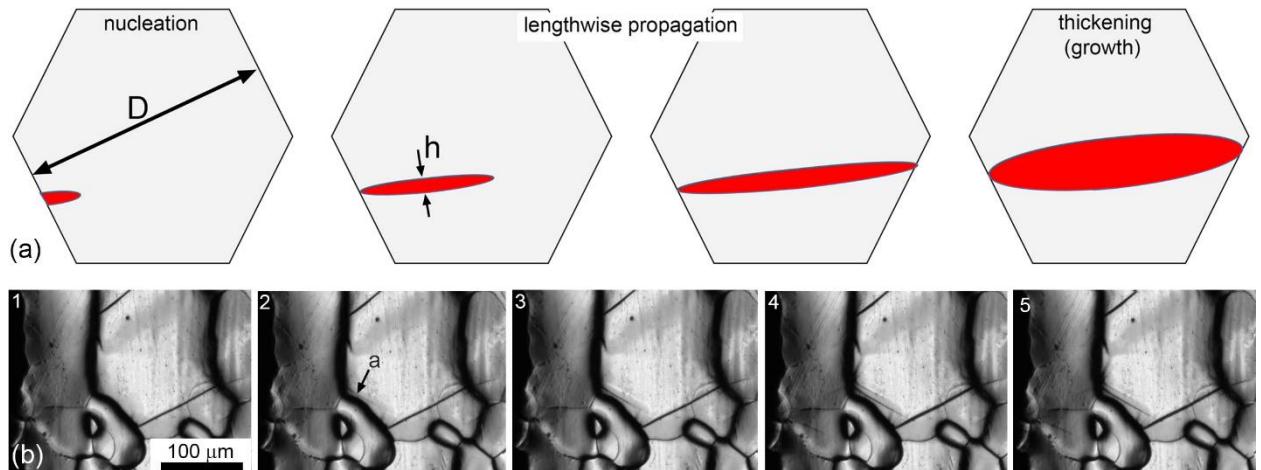 nucleation
lengthwise propagation
thickening
(growth)
D
h
(a)
1
2
3
4
5
a
(b)
100 μm